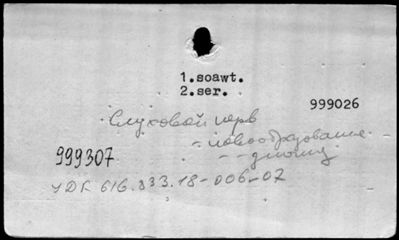 1.soawt.
2.ser.
999026
Слуховой нерв
- новообразование
-- диагноз
999307
УДК 616.833.18-006-07